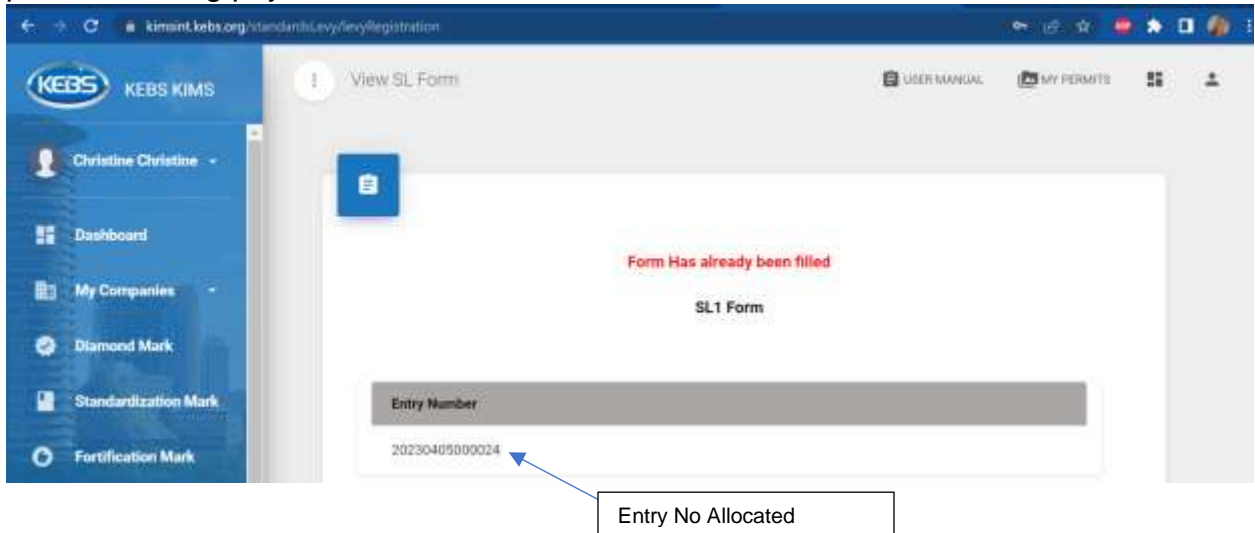 kimsint.kebs.org/standardsLevy/levyRegistration
KEBS KEBS KIMS
View SL Form
USER MANUAL
MY PERMITS
Christine Christine
Dashboard
My Companies
Diamond Mark
Standardization Mark
Fortification Mark
Form Has already been filled
SL1 Form
Entry Number
20230405000024
Entry No Allocated